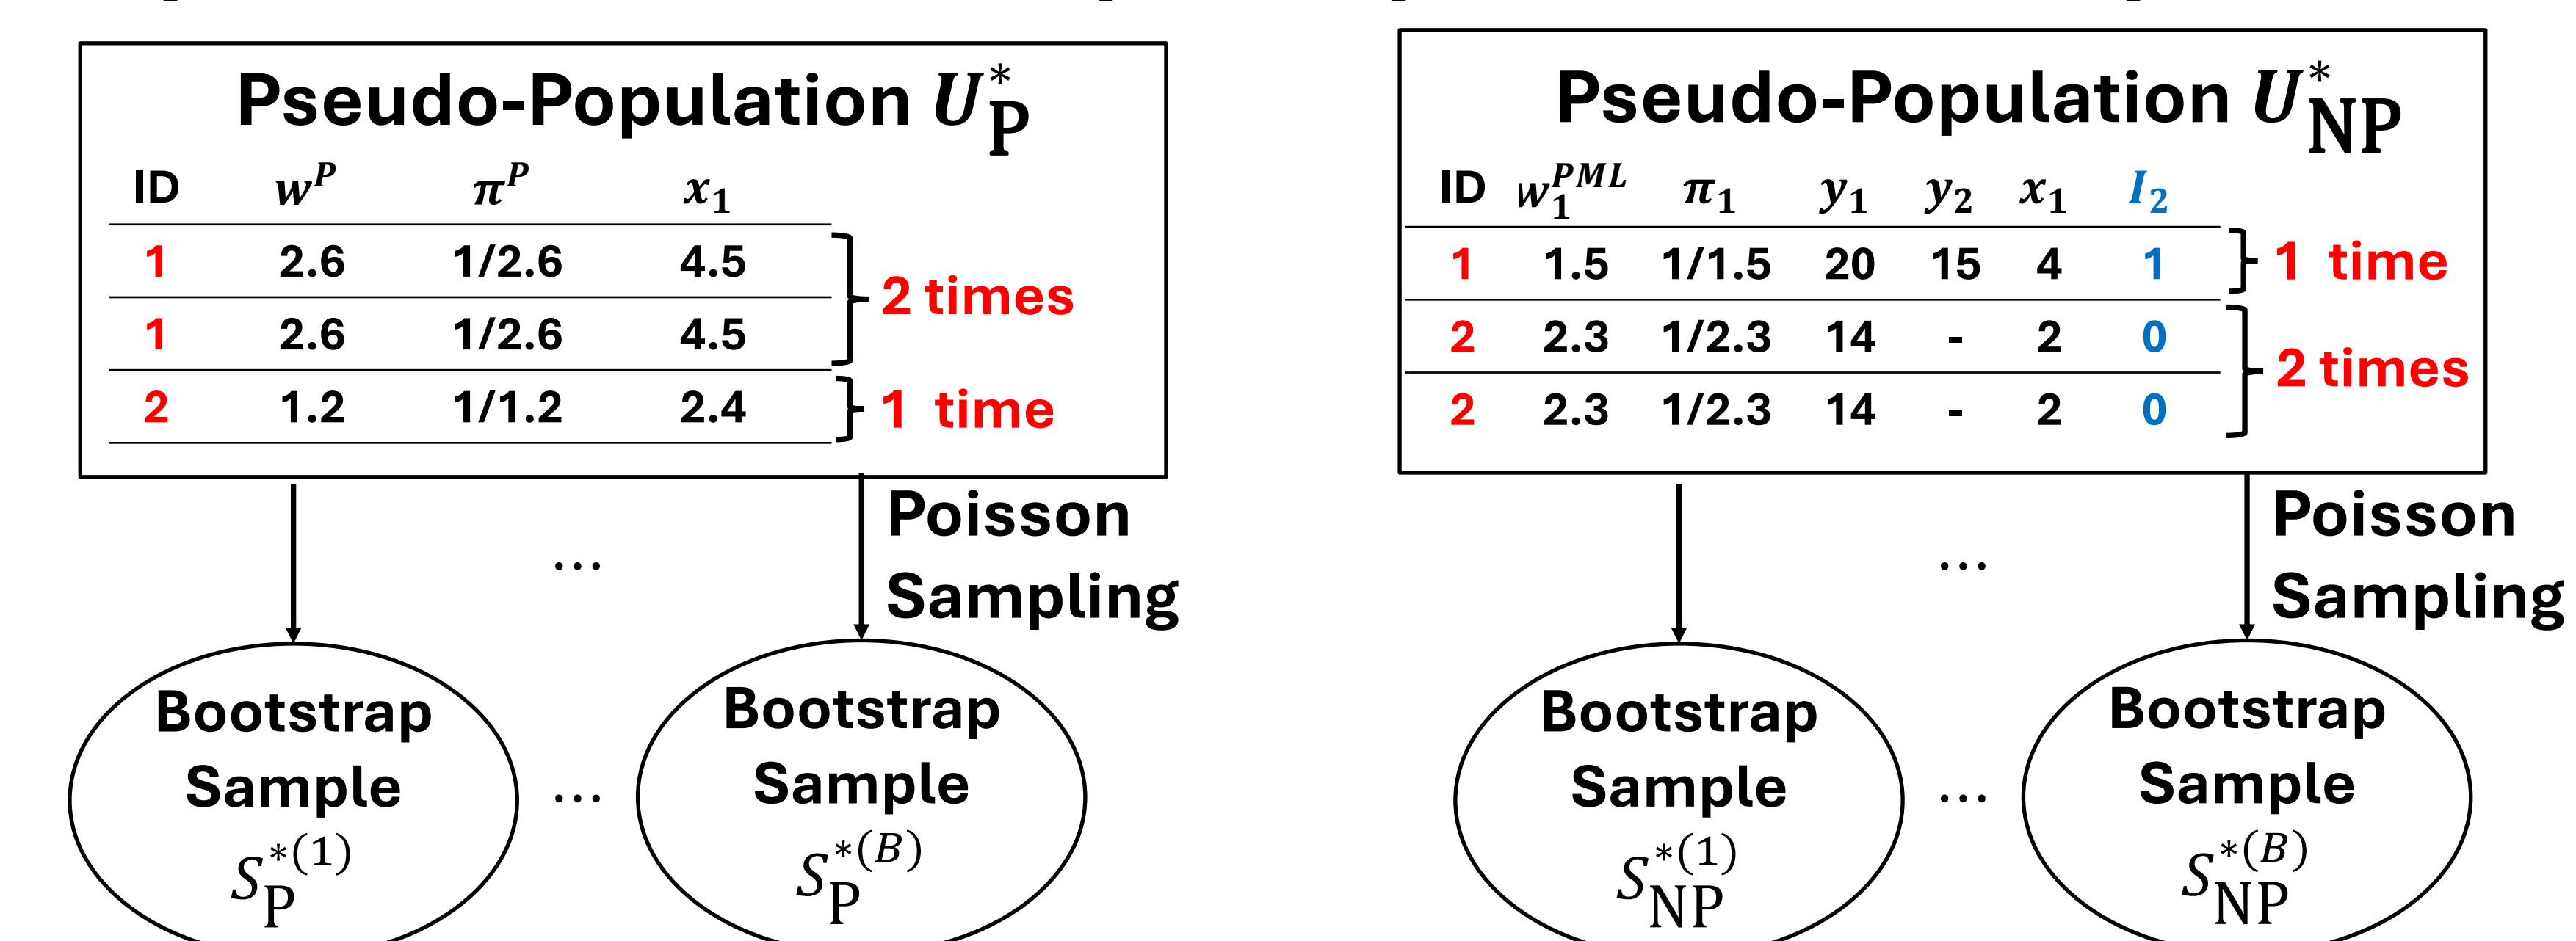 Pseudo-Population U*P
ID wᴾ πᴾ x₁
1 2.6 1/2.6 4.5
1 2.6 1/2.6 4.5
2 1.2 1/1.2 2.4
2 times
1 time
Poisson
Sampling
...
Bootstrap
Sample
S*(1)P
...
Bootstrap
Sample
S*(B)P
Pseudo-Population U*NP
ID w₁ᴾᴹᴸ π₁ y₁ y₂ x₁ I₂
1 1.5 1/1.5 20 15 4 1
2 2.3 1/2.3 14 - 2 0
2 2.3 1/2.3 14 - 2 0
1 time
2 times
Poisson
Sampling
...
Bootstrap
Sample
S*(1)NP
...
Bootstrap
Sample
S*(B)NP